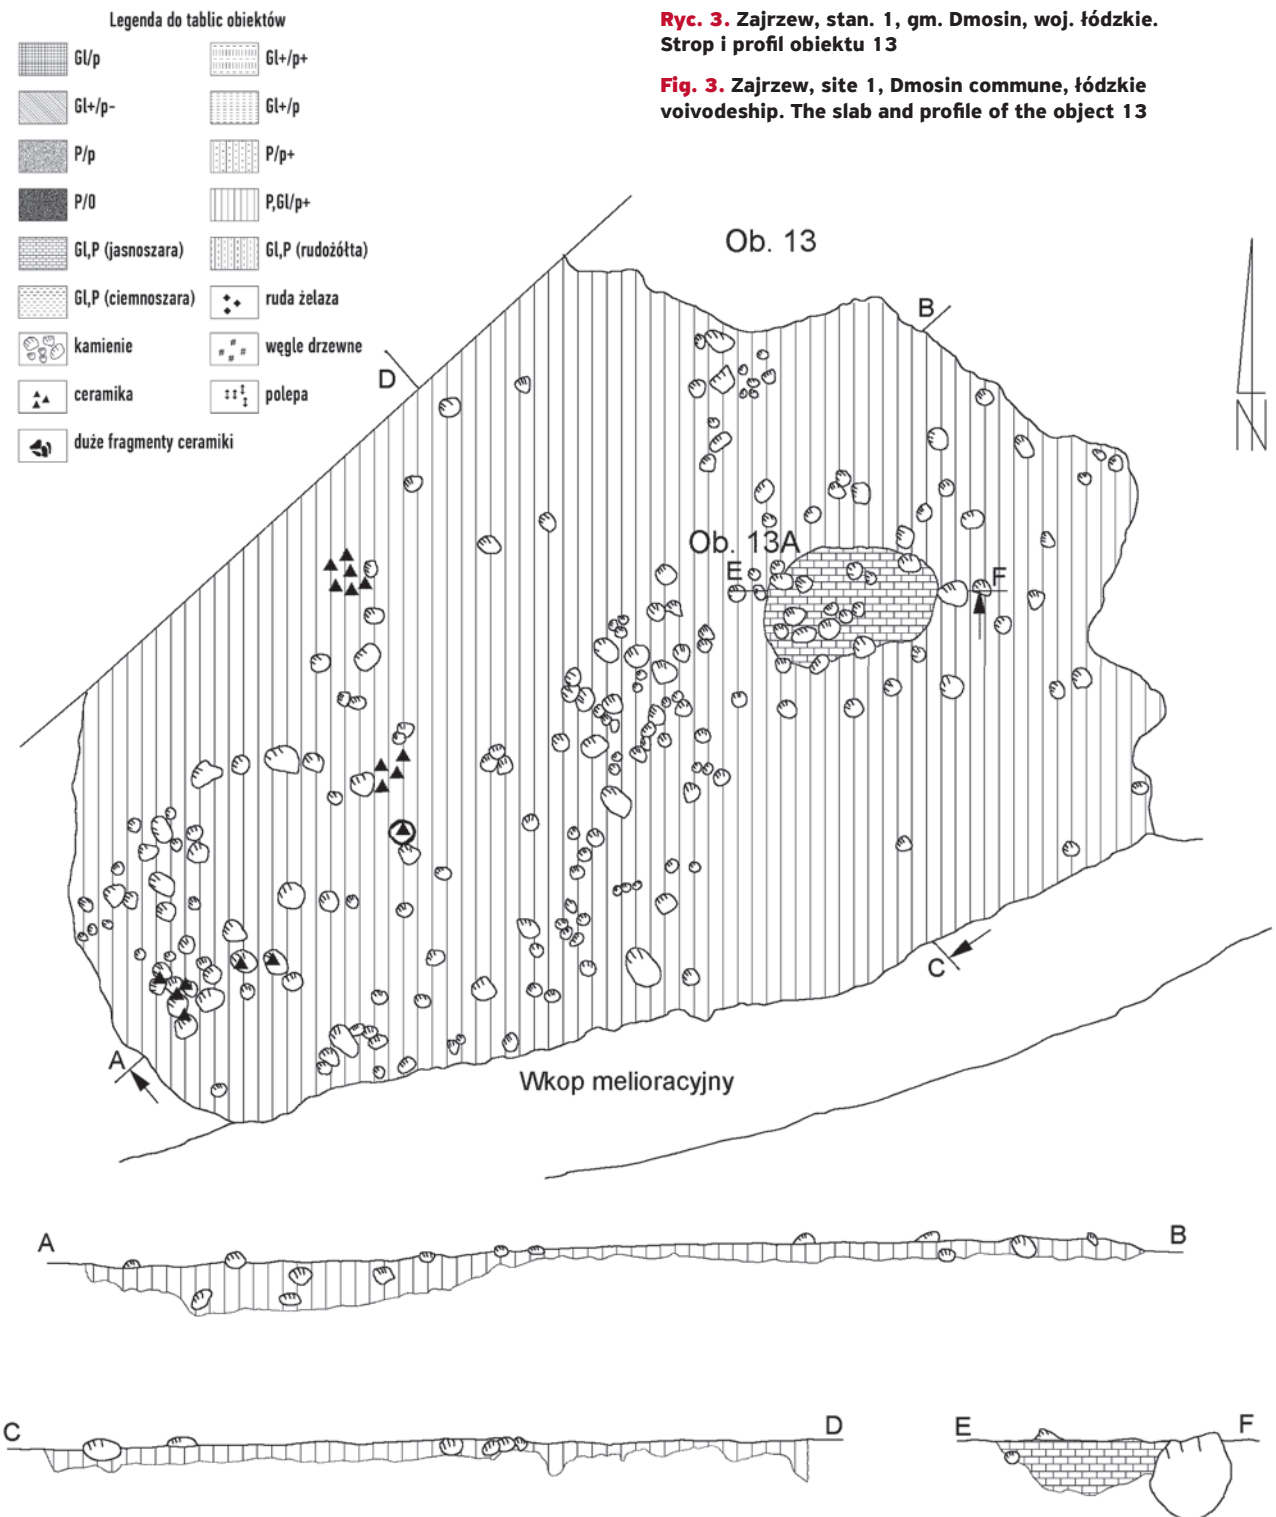 Legenda do tablic obiektów
Gl/p
Gl+/p+
Gl+/p-
Gl+/p
P/p
P/p+
P/0
P,Gl/p+
Gl,P (jasnoszara)
Gl,P (rudożółta)
Gl,P (ciemnoszara)
ruda żelaza
kamienie
węgle drzewne
ceramika
polepa
duże fragmenty ceramiki
Ryc. 3. Zajrzew, stan. 1, gm. Dmosin, woj. łódzkie.
Strop i profil obiektu 13
Fig. 3. Zajrzew, site 1, Dmosin commune, łódzkie
voivodeship. The slab and profile of the object 13
Ob. 13
B
D
N
Ob. 13A
E
F
C
A
Wkop melioracyjny
A
B
C
D
E
F